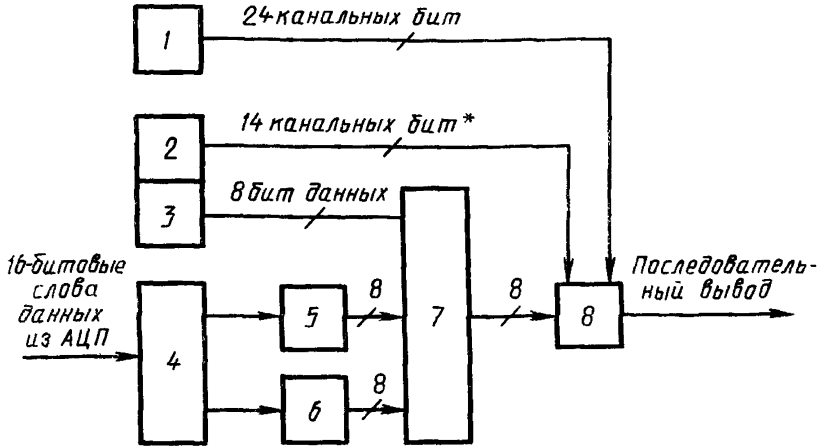 24 канальных бит
1
14 канальных бит*
2
8 бит данных
3
16-битовые
слова
данных
из АЦП
4
5
8
6
8
7
8
8
Последователь-
ный вывод